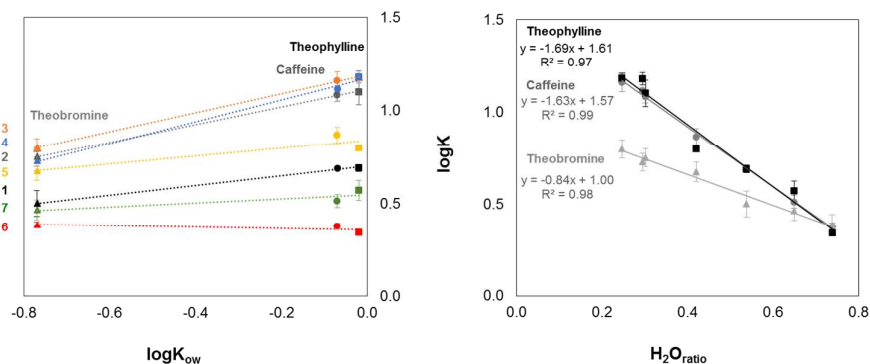 1.5
Theophylline
Caffeine
Theobromine
1.0
3
4
2
5
1
0.5
7
6
0.0
-0.8
-0.6
-0.4
-0.2
0.0
logKow
1.5
Theophylline
y = -1.69x + 1.61
R² = 0.97
Caffeine
y = -1.63x + 1.57
R² = 0.99
1.0
logK
Theobromine
y = -0.84x + 1.00
R² = 0.98
0.5
0.0
0.0
0.2
0.4
0.6
0.8
H₂Oratio